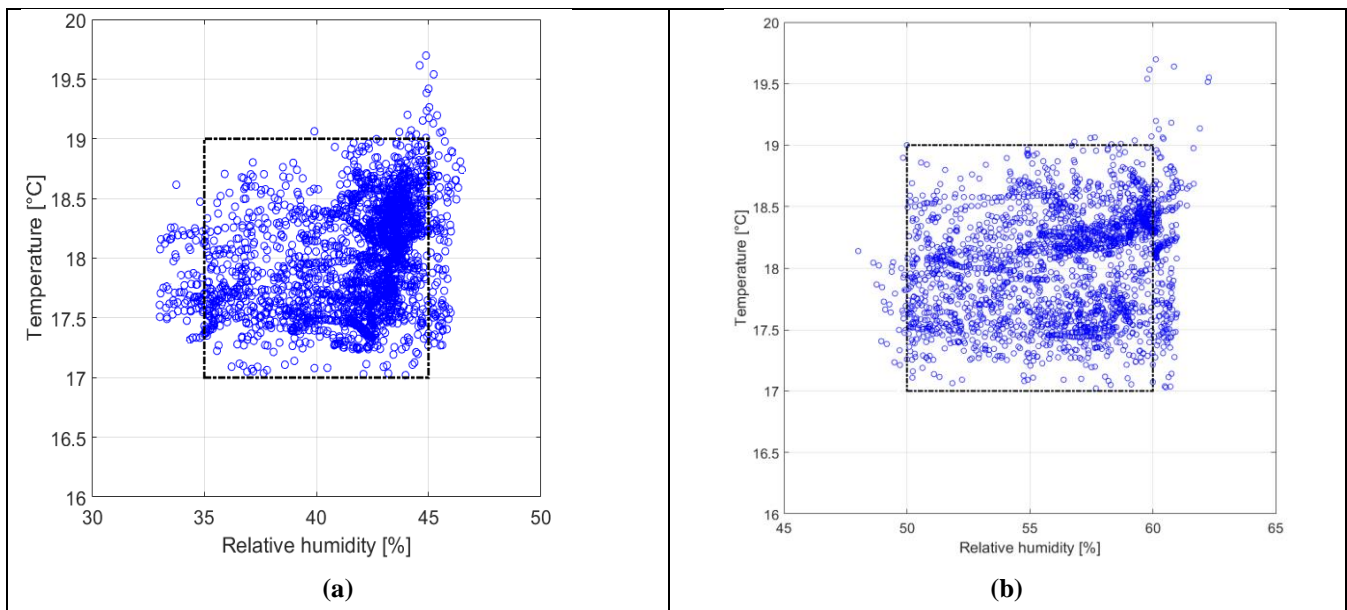 20
19.5
19
18.5
18
17.5
17
16.5
16
Temperature [°C]
30 35 40 45 50
Relative humidity [%]
(a)
20
19.5
19
18.5
18
17.5
17
16.5
16
Temperature [°C]
45 50 55 60 65
Relative humidity [%]
(b)